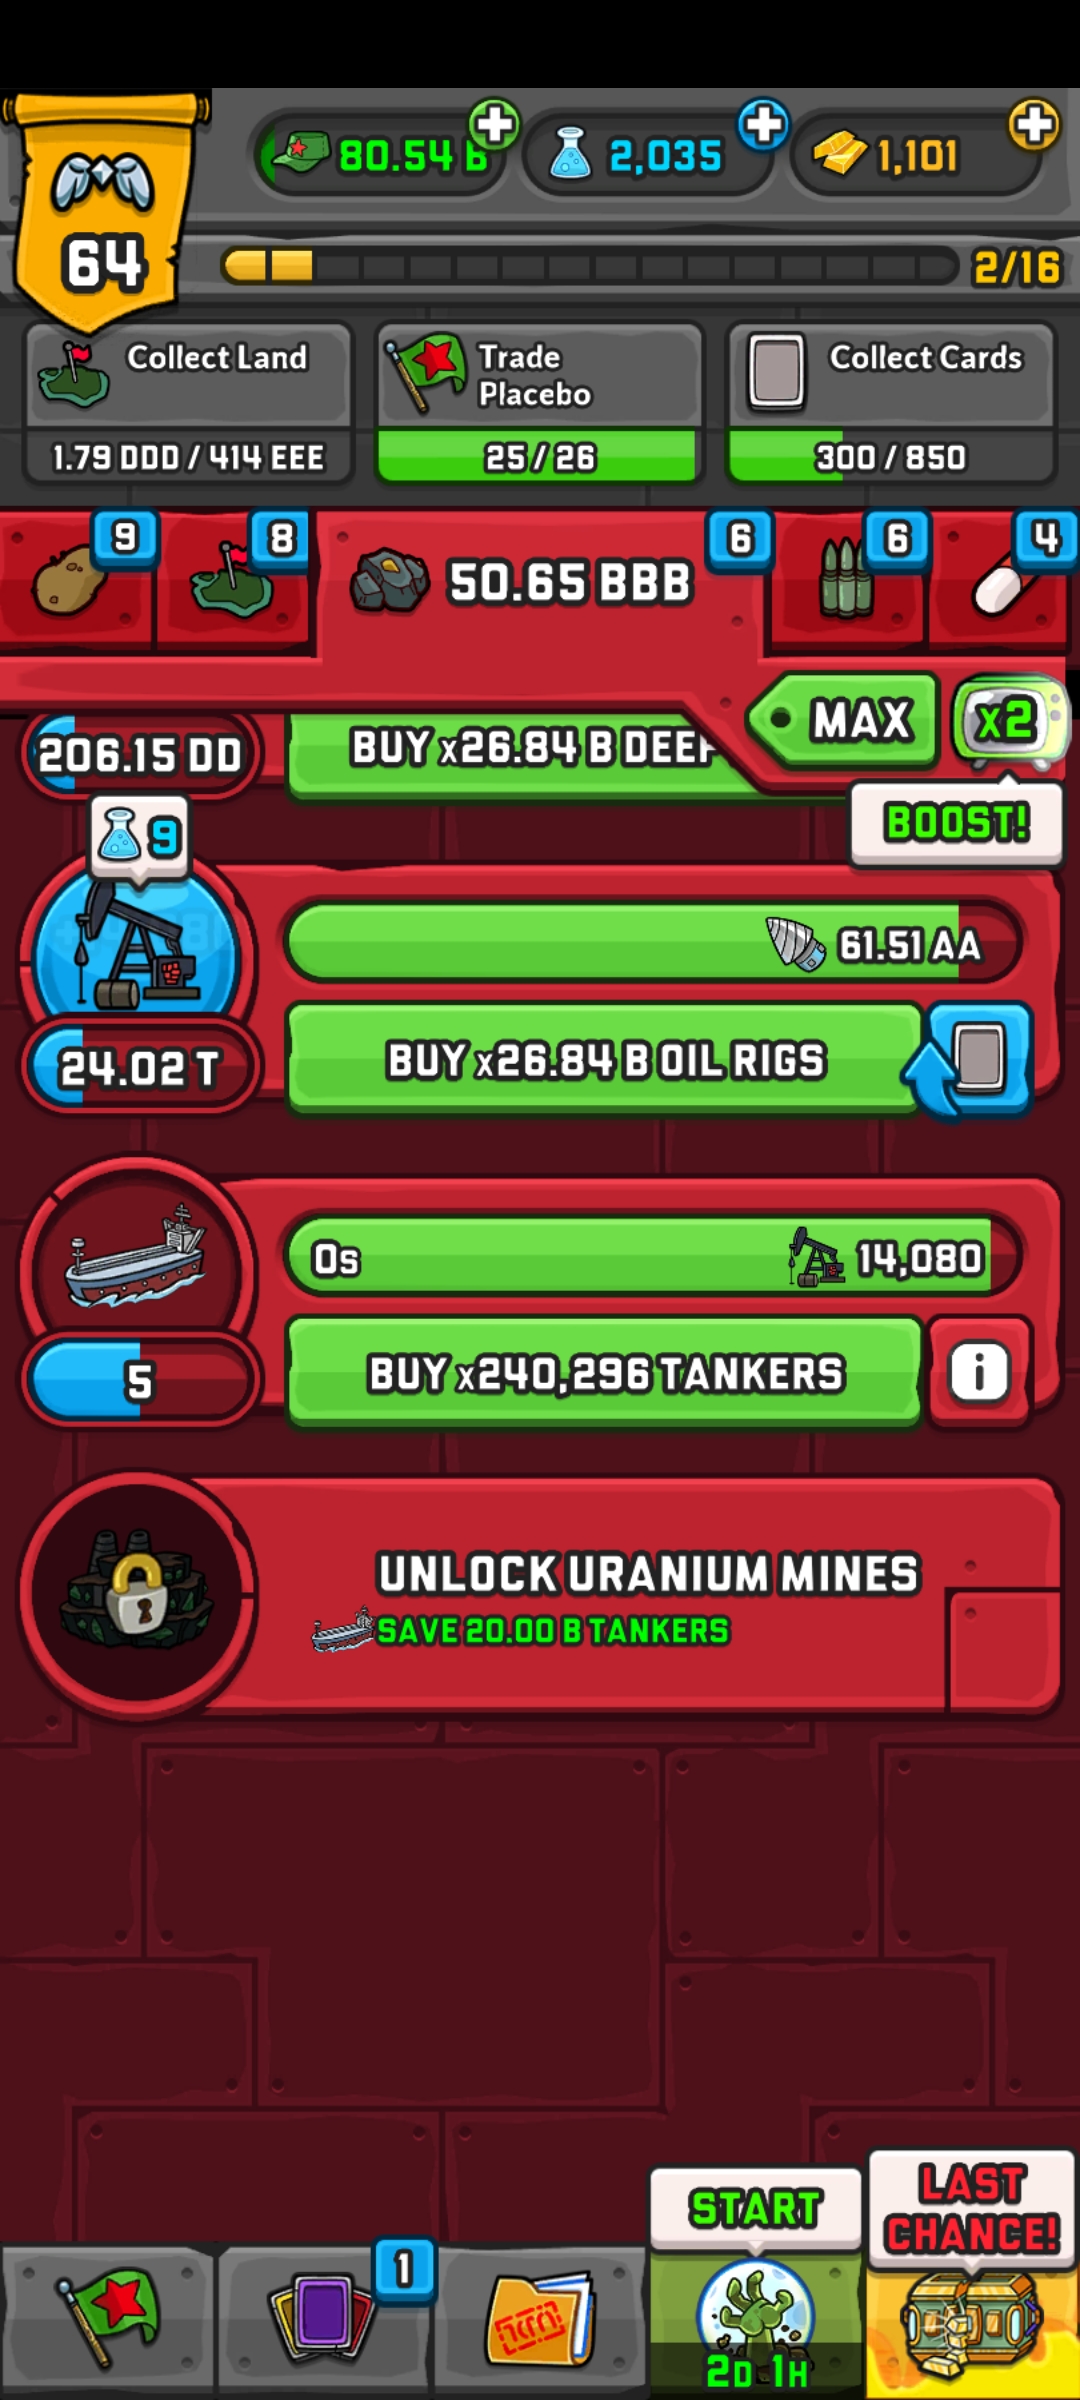 80.54 B
2,035
1,101
64
2/16
Collect Land
1.79 DDD / 414 EEE
Trade
Placebo
25 / 26
Collect Cards
300 / 850
9
8
50.65 BBB
6
6
4
MAX
x2
BOOST!
206.15 DD
BUY x26.84 B DEEP
9
61.51 AA
24.02 T
BUY x26.84 B OIL RIGS
0s
14,080
5
BUY x240,296 TANKERS
i
UNLOCK URANIUM MINES
SAVE 20.00 B TANKERS
START
LAST
CHANCE!
1
2D 1H